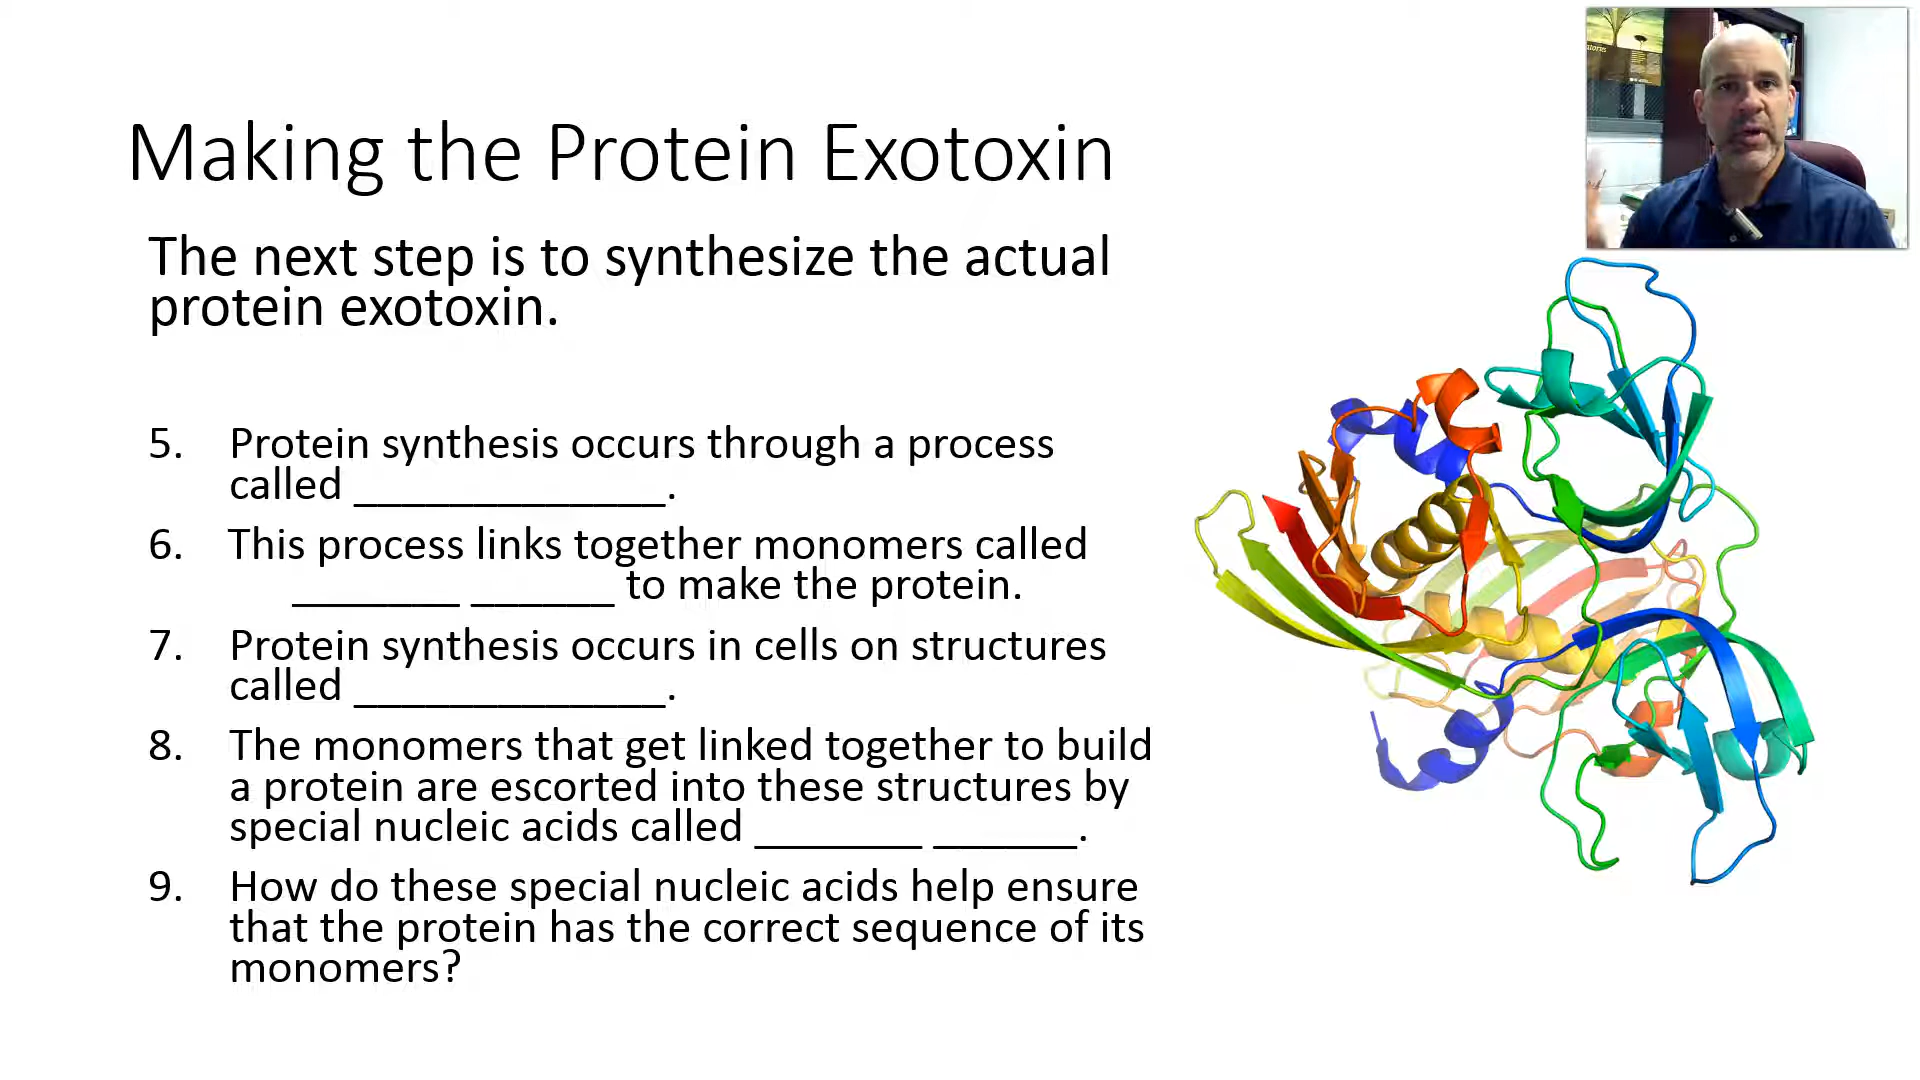 Making the Protein Exotoxin
The next step is to synthesize the actual
protein exotoxin.
5. Protein synthesis occurs through a process
called _____________.
6. This process links together monomers called
_______ ______ to make the protein.
7. Protein synthesis occurs in cells on structures
called _____________.
8. The monomers that get linked together to build
a protein are escorted into these structures by
special nucleic acids called _______ ______.
9. How do these special nucleic acids help ensure
that the protein has the correct sequence of its
monomers?